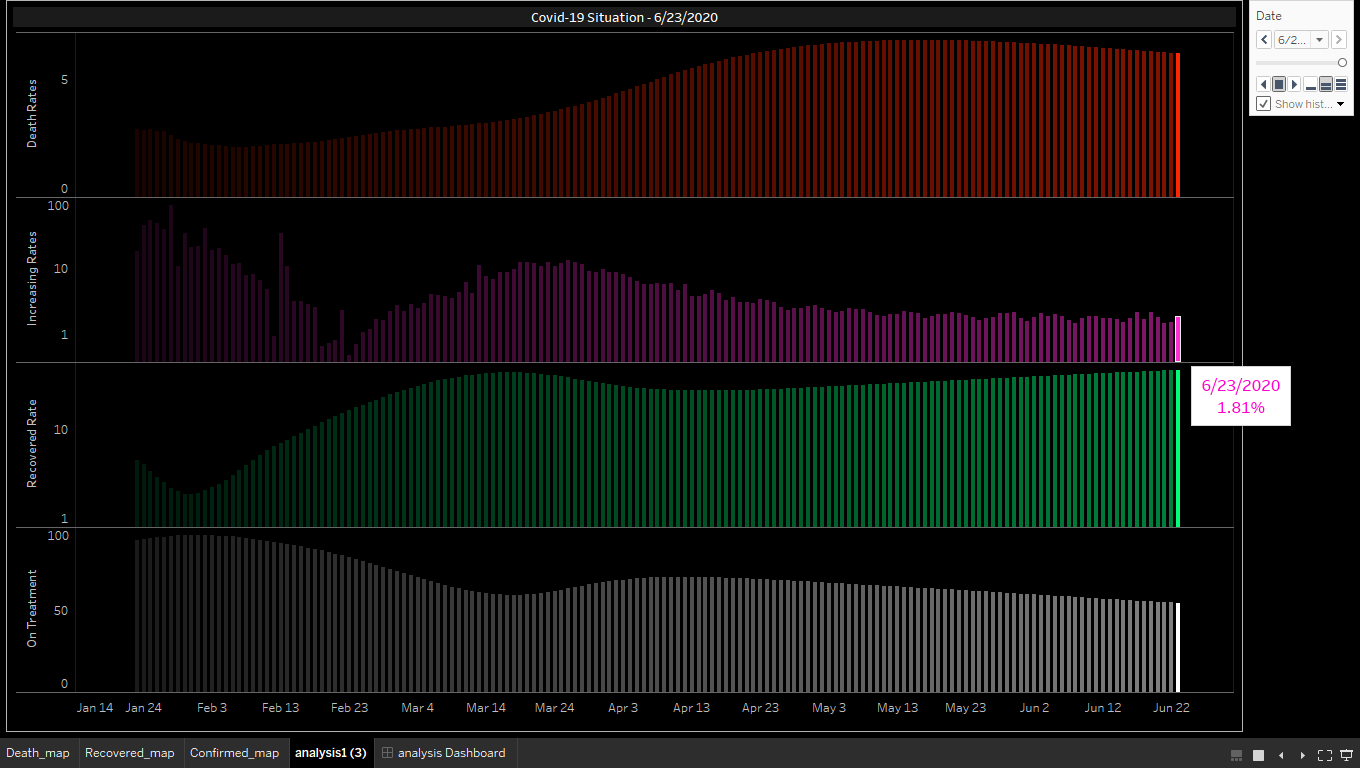 Covid-19 Situation - 6/23/2020
Date
6/2...
Show hist...
Death Rates
5
0
Increasing Rates
100
10
1
Recovered Rate
10
1
6/23/2020
1.81%
On Treatment
100
50
0
Jan 14 Jan 24 Feb 3 Feb 13 Feb 23 Mar 4 Mar 14 Mar 24 Apr 3 Apr 13 Apr 23 May 3 May 13 May 23 Jun 2 Jun 12 Jun 22
Death_map Recovered_map Confirmed_map analysis1 (3) analysis Dashboard